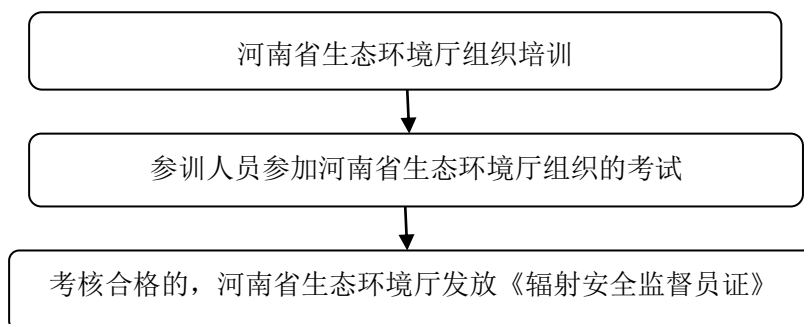 河南省生态环境厅组织培训
参训人员参加河南省生态环境厅组织的考试
考核合格的，河南省生态环境厅发放《辐射安全监督员证》